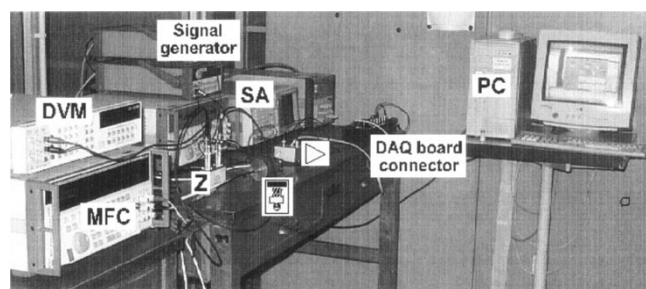 Signal
generator
DVM
SA
PC
DAQ board
connector
Z
MFC